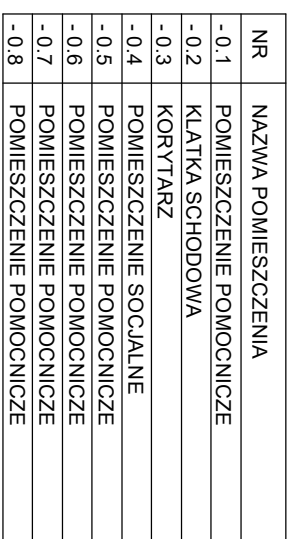 NR NAZWA POMIESZCZENIA
- 0.1 POMIESZCZENIE POMOCNICZE
- 0.2 KLATKA SCHODOWA
- 0.3 KORYTARZ
- 0.4 POMIESZCZENIE SOCJALNE
- 0.5 POMIESZCZENIE POMOCNICZE
- 0.6 POMIESZCZENIE POMOCNICZE
- 0.7 POMIESZCZENIE POMOCNICZE
- 0.8 POMIESZCZENIE POMOCNICZE